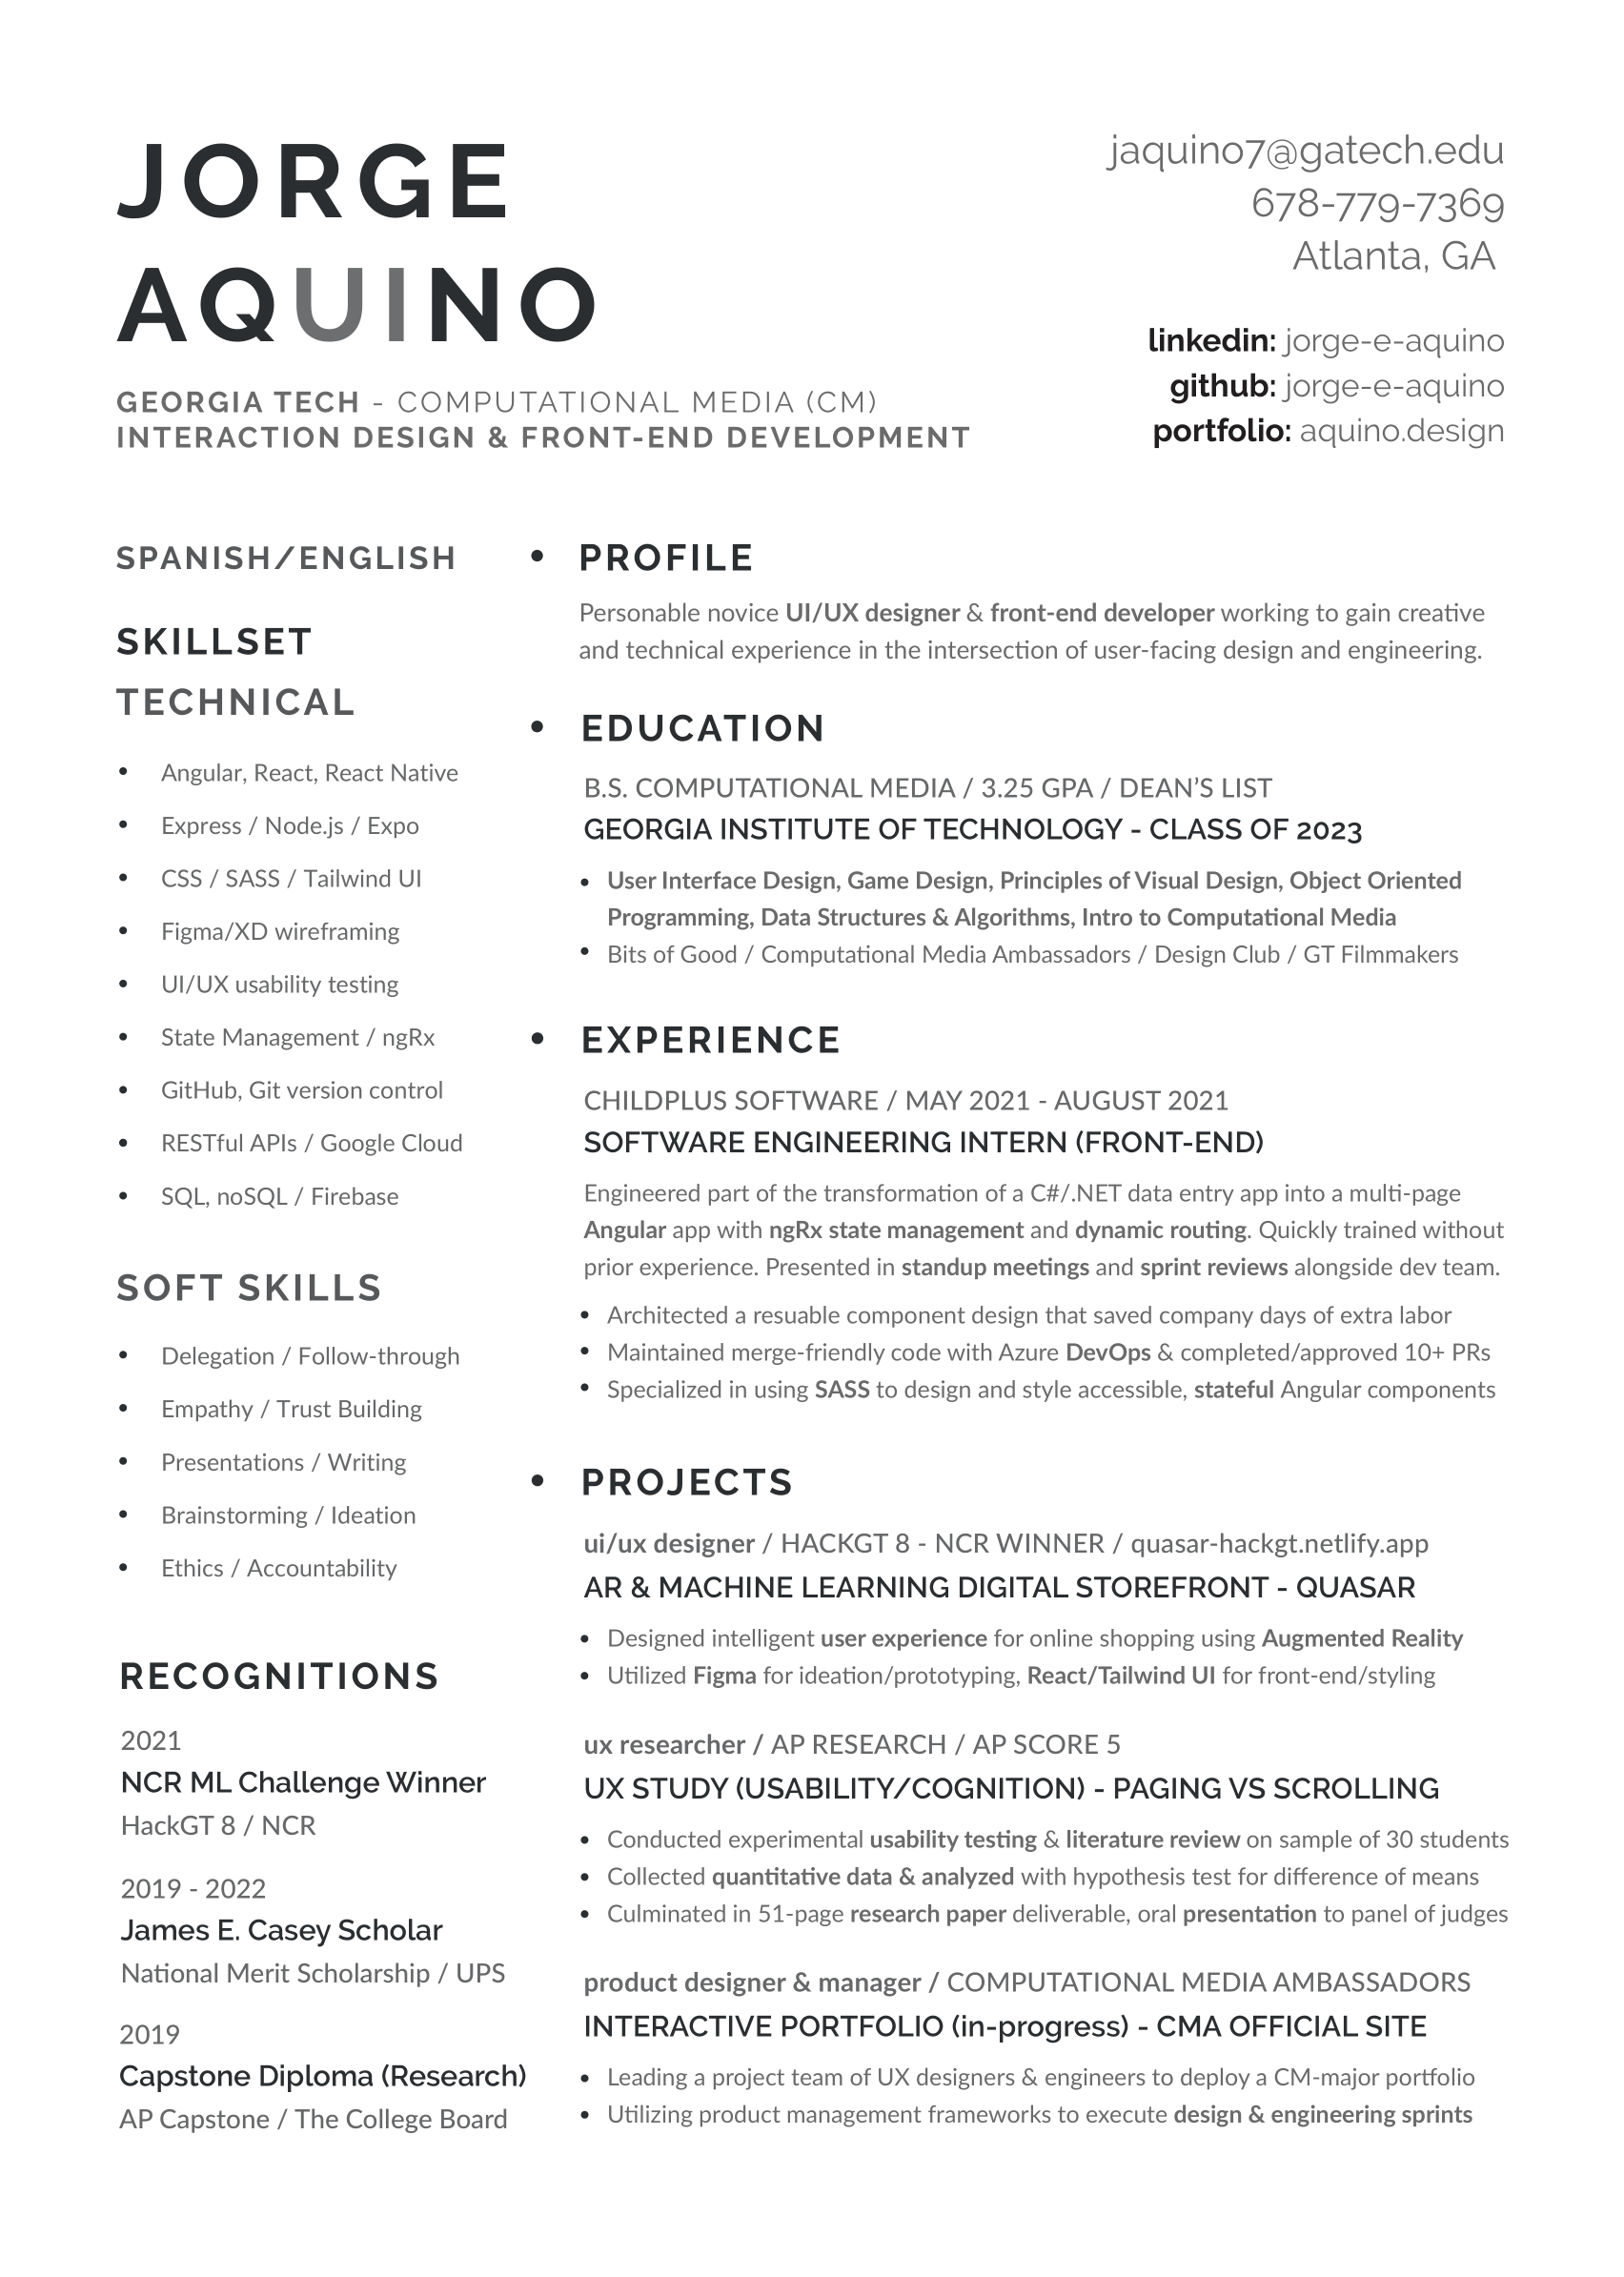 JORGE
AQUINO
GEORGIA TECH - COMPUTATIONAL MEDIA (CM)
INTERACTION DESIGN & FRONT-END DEVELOPMENT
jaquino7@gatech.edu
678-779-7369
Atlanta, GA
linkedin: jorge-e-aquino
github: jorge-e-aquino
portfolio: aquino.design
SPANISH/ENGLISH
SKILLSET
TECHNICAL
• Angular, React, React Native
• Express / Node.js / Expo
• CSS / SASS / Tailwind UI
• Figma/XD wireframing
• UI/UX usability testing
• State Management / ngRx
• GitHub, Git version control
• RESTful APIs / Google Cloud
• SQL, noSQL / Firebase
SOFT SKILLS
• Delegation / Follow-through
• Empathy / Trust Building
• Presentations / Writing
• Brainstorming / Ideation
• Ethics / Accountability
RECOGNITIONS
2021
NCR ML Challenge Winner
HackGT 8 / NCR
2019 - 2022
James E. Casey Scholar
National Merit Scholarship / UPS
2019
Capstone Diploma (Research)
AP Capstone / The College Board
• PROFILE
Personable novice UI/UX designer & front-end developer working to gain creative
and technical experience in the intersection of user-facing design and engineering.
• EDUCATION
B.S. COMPUTATIONAL MEDIA / 3.25 GPA / DEAN'S LIST
GEORGIA INSTITUTE OF TECHNOLOGY - CLASS OF 2023
• User Interface Design, Game Design, Principles of Visual Design, Object Oriented
Programming, Data Structures & Algorithms, Intro to Computational Media
• Bits of Good / Computational Media Ambassadors / Design Club / GT Filmmakers
• EXPERIENCE
CHILDPLUS SOFTWARE / MAY 2021 - AUGUST 2021
SOFTWARE ENGINEERING INTERN (FRONT-END)
Engineered part of the transformation of a C#/.NET data entry app into a multi-page
Angular app with ngRx state management and dynamic routing. Quickly trained without
prior experience. Presented in standup meetings and sprint reviews alongside dev team.
• Architected a resuable component design that saved company days of extra labor
• Maintained merge-friendly code with Azure DevOps & completed/approved 10+ PRs
• Specialized in using SASS to design and style accessible, stateful Angular components
• PROJECTS
ui/ux designer / HACKGT 8 - NCR WINNER / quasar-hackgt.netlify.app
AR & MACHINE LEARNING DIGITAL STOREFRONT - QUASAR
• Designed intelligent user experience for online shopping using Augmented Reality
• Utilized Figma for ideation/prototyping, React/Tailwind UI for front-end/styling
ux researcher / AP RESEARCH / AP SCORE 5
UX STUDY (USABILITY/COGNITION) - PAGING VS SCROLLING
• Conducted experimental usability testing & literature review on sample of 30 students
• Collected quantitative data & analyzed with hypothesis test for difference of means
• Culminated in 51-page research paper deliverable, oral presentation to panel of judges
product designer & manager / COMPUTATIONAL MEDIA AMBASSADORS
INTERACTIVE PORTFOLIO (in-progress) - CMA OFFICIAL SITE
• Leading a project team of UX designers & engineers to deploy a CM-major portfolio
• Utilizing product management frameworks to execute design & engineering sprints